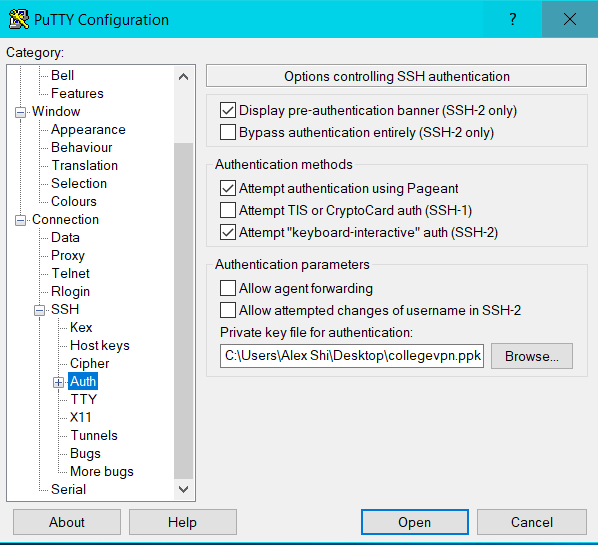 PuTTY Configuration
?
Category:
Bell
Features
Window
Appearance
Behaviour
Translation
Selection
Colours
Connection
Data
Proxy
Telnet
Rlogin
SSH
Kex
Host keys
Cipher
Auth
TTY
X11
Tunnels
Bugs
More bugs
Serial
Options controlling SSH authentication
Display pre-authentication banner (SSH-2 only)
Bypass authentication entirely (SSH-2 only)
Authentication methods
Attempt authentication using Pageant
Attempt TIS or CryptoCard auth (SSH-1)
Attempt "keyboard-interactive" auth (SSH-2)
Authentication parameters
Allow agent forwarding
Allow attempted changes of username in SSH-2
Private key file for authentication:
C:\Users\Alex Shi\Desktop\collegevpn.ppk
Browse...
About
Help
Open
Cancel